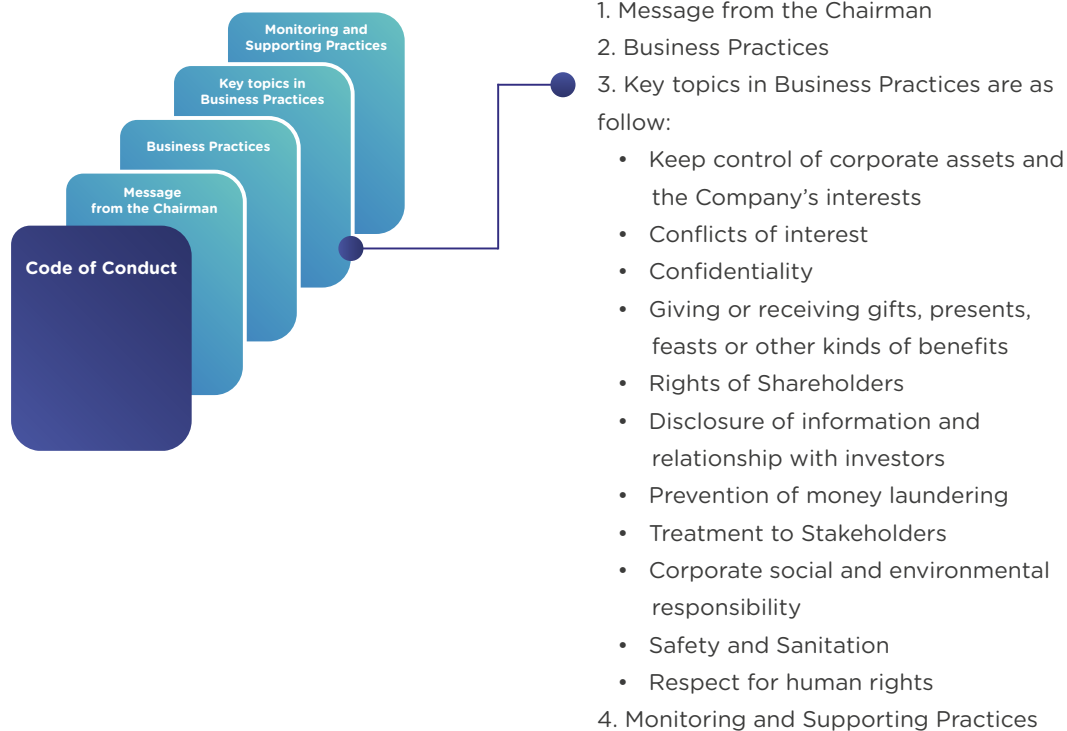 Monitoring and
Supporting Practices
Key topics in
Business Practices
Business Practices
Message
from the Chairman
Code of Conduct
1. Message from the Chairman
2. Business Practices
3. Key topics in Business Practices are as
follow:
• Keep control of corporate assets and
the Company’s interests
• Conflicts of interest
• Confidentiality
• Giving or receiving gifts, presents,
feasts or other kinds of benefits
• Rights of Shareholders
• Disclosure of information and
relationship with investors
• Prevention of money laundering
• Treatment to Stakeholders
• Corporate social and environmental
responsibility
• Safety and Sanitation
• Respect for human rights
4. Monitoring and Supporting Practices